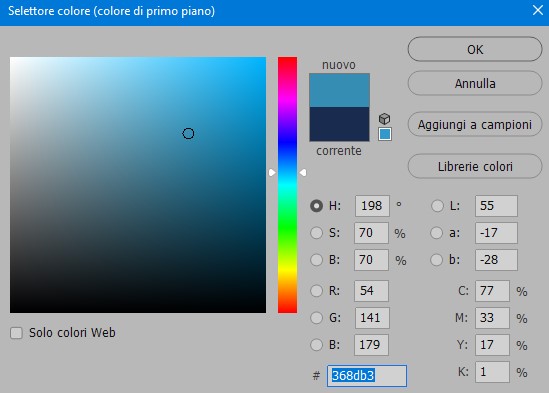 Selettore colore (colore di primo piano)
nuovo
corrente
OK
Annulla
Aggiungi a campioni
Librerie colori
H: 198 °
S: 70 %
B: 70 %
R: 54
G: 141
B: 179
# 368db3
L: 55
a: -17
b: -28
C: 77 %
M: 33 %
Y: 17 %
K: 1 %
Solo colori Web